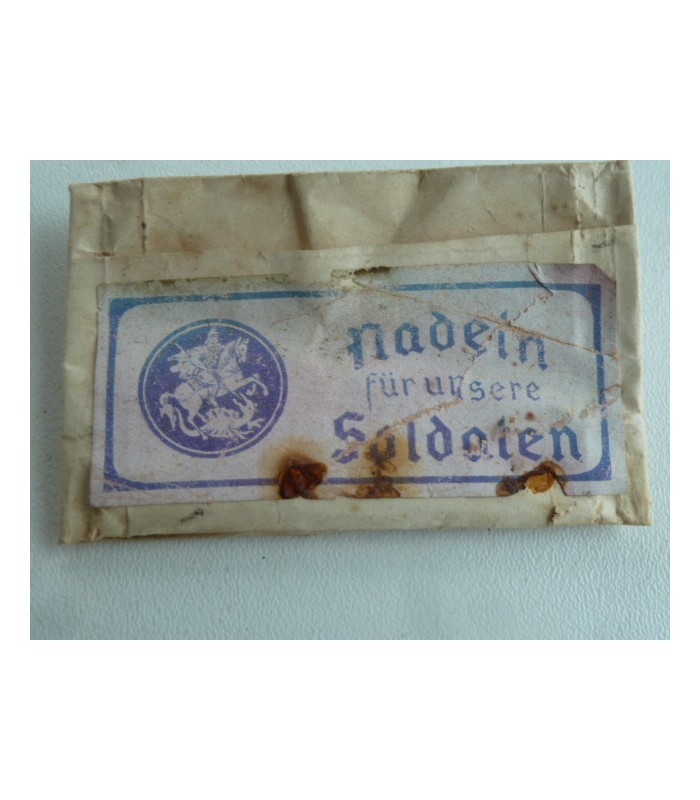 Nadeln
für unsere
Soldaten